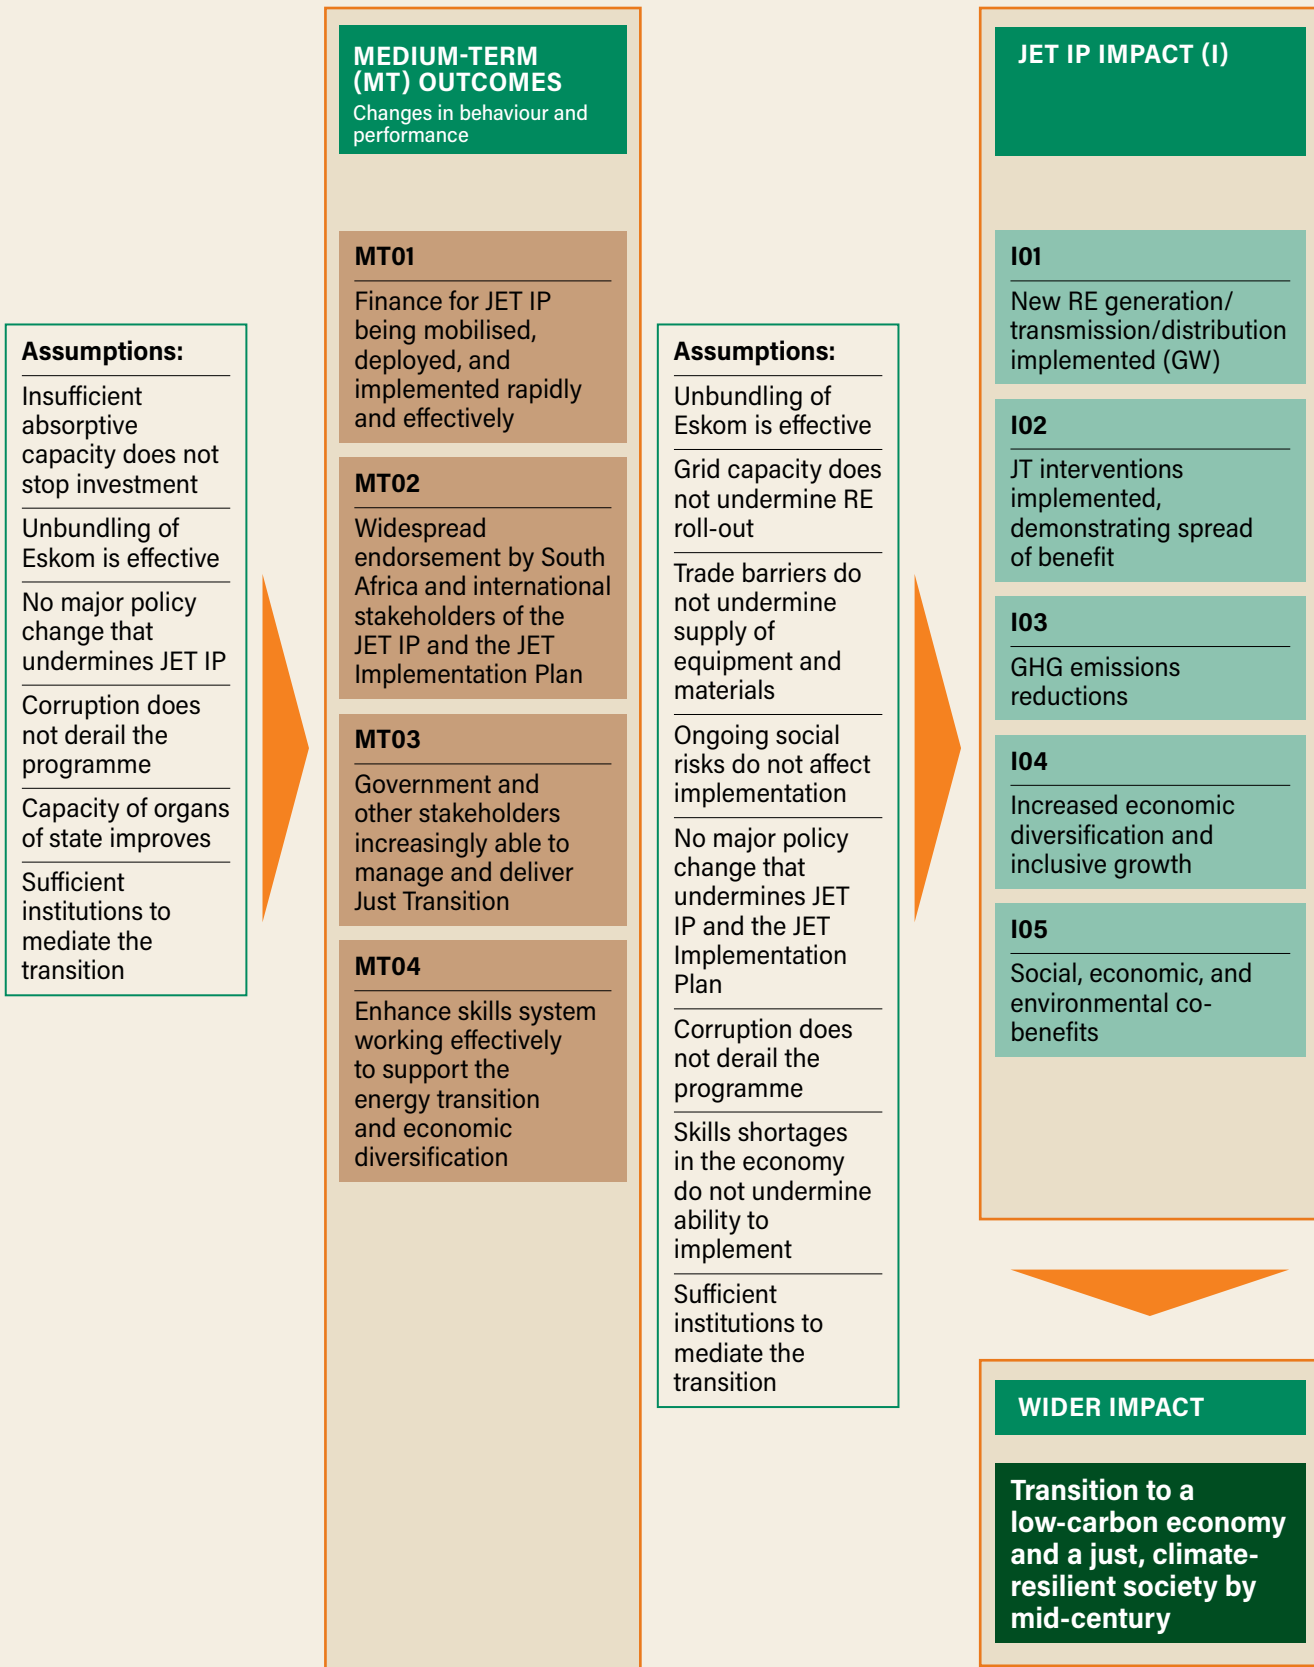 Assumptions:
Insufficient
absorptive
capacity does not
stop investment
Unbundling of
Eskom is effective
No major policy
change that
undermines JET IP
Corruption does
not derail the
programme
Capacity of organs
of state improves
Sufficient
institutions to
mediate the
transition
MEDIUM-TERM
(MT) OUTCOMES
Changes in behaviour and
performance
MT01
Finance for JET IP
being mobilised,
deployed, and
implemented rapidly
and effectively
MT02
Widespread
endorsement by South
Africa and international
stakeholders of the
JET IP and the JET
Implementation Plan
MT03
Government and
other stakeholders
increasingly able to
manage and deliver
Just Transition
MT04
Enhance skills system
working effectively
to support the
energy transition
and economic
diversification
Assumptions:
Unbundling of
Eskom is effective
Grid capacity does
not undermine RE
roll-out
Trade barriers do
not undermine
supply of
equipment and
materials
Ongoing social
risks do not affect
implementation
No major policy
change that
undermines JET
IP and the JET
Implementation
Plan
Corruption does
not derail the
programme
Skills shortages
in the economy
do not undermine
ability to
implement
Sufficient
institutions to
mediate the
transition
JET IP IMPACT (I)
I01
New RE generation/
transmission/distribution
implemented (GW)
I02
JT interventions
implemented,
demonstrating spread
of benefit
I03
GHG emissions
reductions
I04
Increased economic
diversification and
inclusive growth
I05
Social, economic, and
environmental co-
benefits
WIDER IMPACT
Transition to a
low-carbon economy
and a just, climate-
resilient society by
mid-century